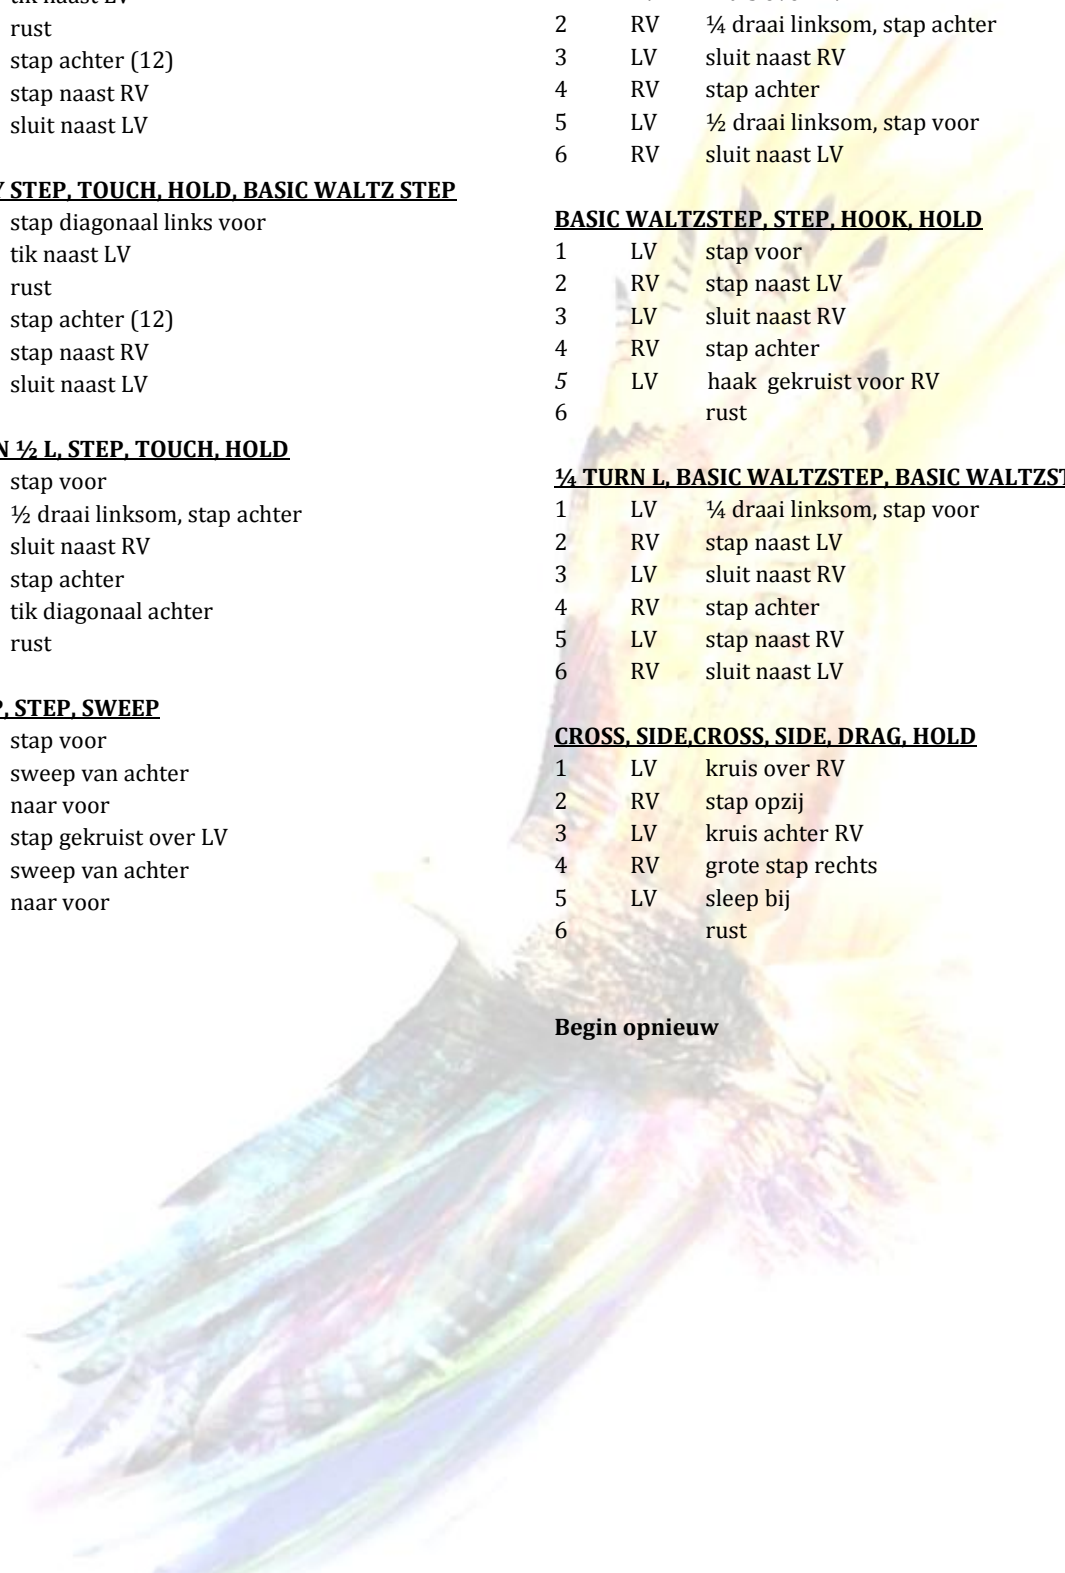 rust
stap achter (12)
stap naast RV
sluit naast LV
STEP, TOUCH, HOLD, BASIC WALTZ STEP
stap diagonaal links voor
tik naast LV
rust
stap achter (12)
stap naast RV
sluit naast LV
½ L, STEP, TOUCH, HOLD
stap voor
½ draai linksom, stap achter
sluit naast RV
stap achter
tik diagonaal achter
rust
, STEP, SWEEP
stap voor
sweep van achter
naar voor
stap gekruist over LV
sweep van achter
naar voor
2 RV ¼ draai linksom, stap achter
3 LV sluit naast RV
4 RV stap achter
5 LV ½ draai linksom, stap voor
6 RV sluit naast LV
BASIC WALTZSTEP, STEP, HOOK, HOLD
1 LV stap voor
2 RV stap naast LV
3 LV sluit naast RV
4 RV stap achter
5 LV haak gekruist voor RV
6 rust
¼ TURN L, BASIC WALTZSTEP, BASIC WALTZST
1 LV ¼ draai linksom, stap voor
2 RV stap naast LV
3 LV sluit naast RV
4 RV stap achter
5 LV stap naast RV
6 RV sluit naast LV
CROSS, SIDE,CROSS, SIDE, DRAG, HOLD
1 LV kruis over RV
2 RV stap opzij
3 LV kruis achter RV
4 RV grote stap rechts
5 LV sleep bij
6 rust
Begin opnieuw